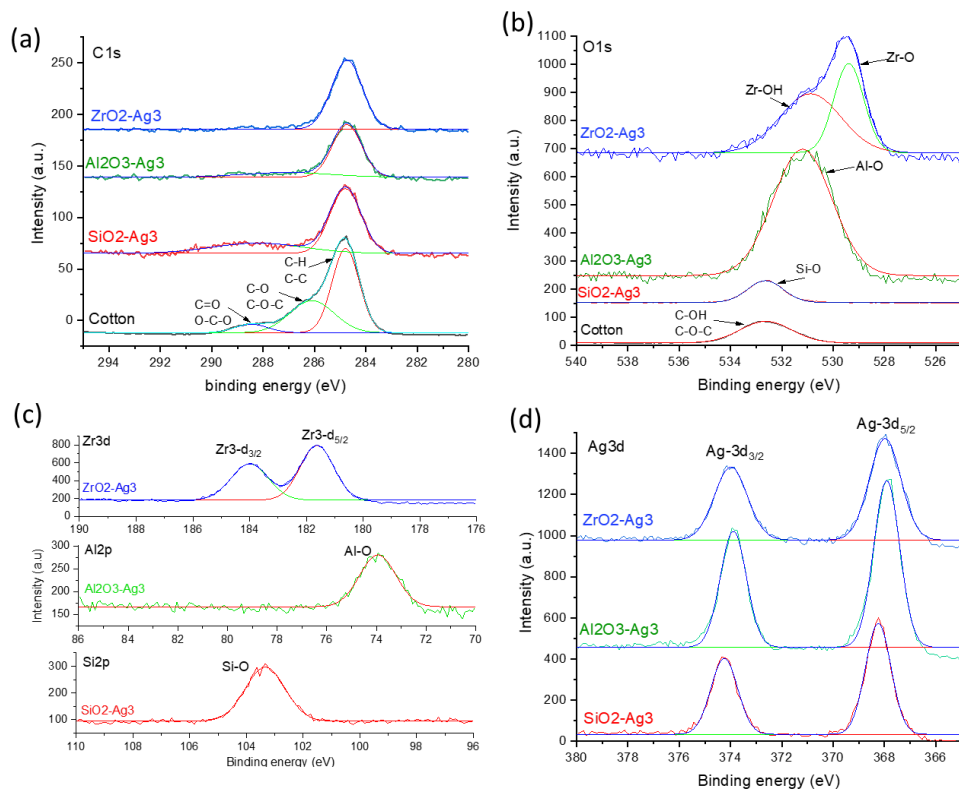 (a)
C1s
250
200
150
100
50
0
Intensity (a.u.)
ZrO2-Ag3
Al2O3-Ag3
SiO2-Ag3
Cotton
C-H
C-C
C-O
C-O-C
C=O
O-C-O
294
292
290
288
286
284
282
280
binding energy (eV)
(b)
O1s
1100
1000
900
800
700
600
500
400
300
200
100
0
Intensity (a.u.)
Zr-O
Zr-OH
ZrO2-Ag3
Al-O
Al2O3-Ag3
Si-O
SiO2-Ag3
C-OH
C-O-C
Cotton
540
538
536
534
532
530
528
526
Binding energy (eV)
(c)
Zr3d
800
600
400
200
0
Zr3-d3/2
Zr3-d5/2
ZrO2-Ag3
190
188
186
184
182
180
178
176
Al2p
300
250
200
150
Intensity (a.u)
Al-O
Al2O3-Ag3
86
84
82
80
78
76
74
72
70
Si2p
300
200
100
Si-O
SiO2-Ag3
110
108
106
104
102
100
98
96
Binding energy (eV)
(d)
Ag3d
1400
1200
1000
800
600
400
200
0
Intensity (a.u.)
Ag-3d3/2
Ag-3d5/2
ZrO2-Ag3
Al2O3-Ag3
SiO2-Ag3
380
378
376
374
372
370
368
366
Binding energy (eV)